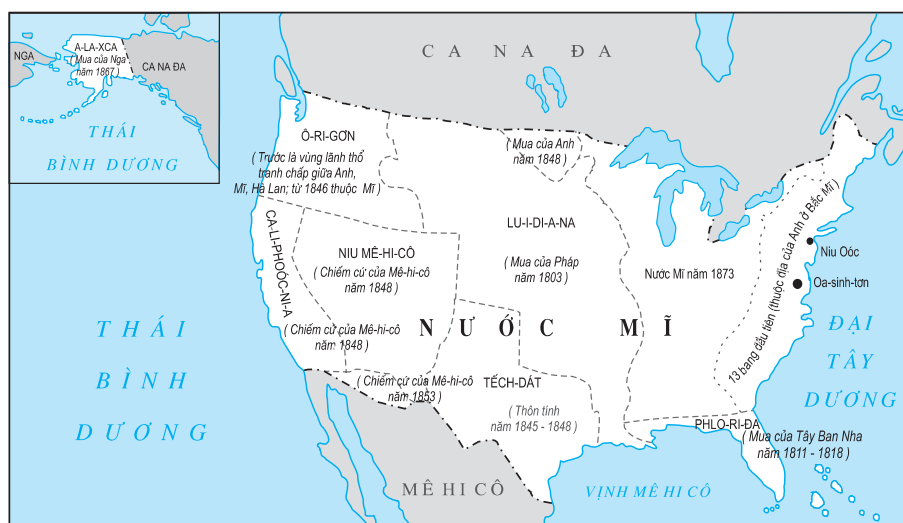 CA NA ĐA
A-LA-XCA
( Mua của Nga
năm 1867)
NGA
CA NA ĐA
THÁI
BÌNH DƯƠNG
Ô-RI-GƠN
( Trước là vùng lãnh thổ
tranh chấp giữa Anh,
Mĩ, Hà Lan; từ 1846 thuộc Mĩ )
( Mua của Anh
năm 1848 )
CA-LI-PHOÓC-NI-A
LU-I-DI-A-NA
( Mua của Pháp
năm 1803 )
NIU MÊ-HI-CÔ
( Chiếm cứ của Mê-hi-cô
năm 1848 )
Nước Mĩ năm 1873
13 bang đầu tiên (thuộc địa của Anh ở Bắc Mĩ )
Niu Oóc
Oa-sinh-tơn
THÁI
BÌNH
DƯƠNG
( Chiếm cứ của Mê-hi-cô
năm 1848 )
NƯỚC MĨ
ĐẠI
TÂY
DƯƠNG
( Chiếm cứ của Mê-hi-cô
năm 1853 )
TẾCH-DÁT
( Thôn tính
năm 1845 - 1848 )
PHLO-RI-ĐA
( Mua của Tây Ban Nha
năm 1811 - 1818 )
MÊ HI CÔ
VỊNH MÊ HI CÔ